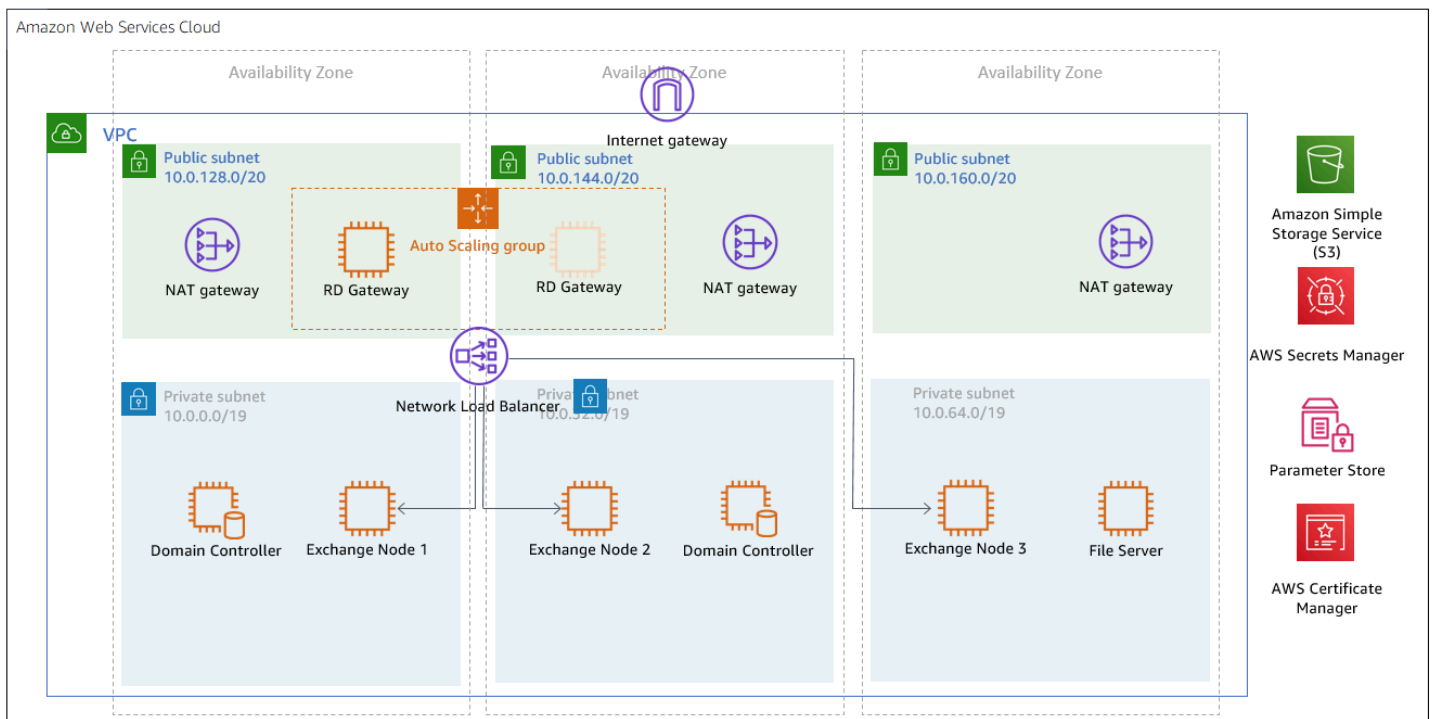 Amazon Web Services Cloud
Availability Zone
Availability Zone
Availability Zone
VPC
Internet gateway
Public subnet
10.0.128.0/20
Public subnet
10.0.144.0/20
Public subnet
10.0.160.0/20
Auto Scaling group
NAT gateway
RD Gateway
RD Gateway
NAT gateway
NAT gateway
Network Load Balancer
Private subnet
10.0.0.0/19
Private subnet
10.0.32.0/19
Private subnet
10.0.64.0/19
Domain Controller
Exchange Node 1
Exchange Node 2
Domain Controller
Exchange Node 3
File Server
Amazon Simple
Storage Service
(S3)
AWS Secrets Manager
Parameter Store
AWS Certificate
Manager